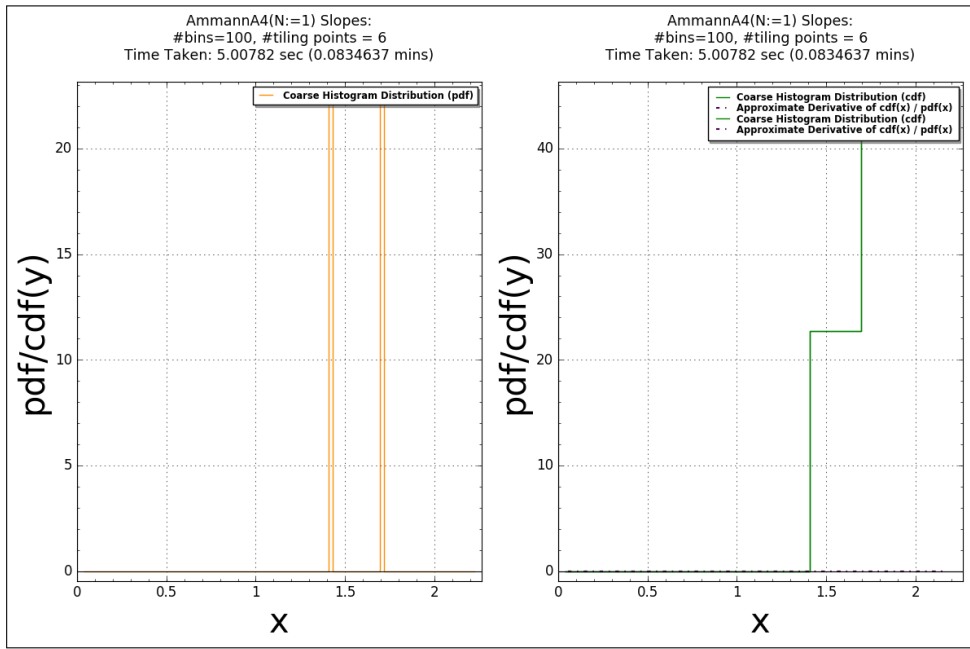 AmmannA4(N:=1) Slopes:
#bins=100, #tiling points = 6
Time Taken: 5.00782 sec (0.0834637 mins)
Coarse Histogram Distribution (pdf)
20
15
10
5
0
pdf/cdf(y)
0
0.5
1
1.5
2
x
AmmannA4(N:=1) Slopes:
#bins=100, #tiling points = 6
Time Taken: 5.00782 sec (0.0834637 mins)
Coarse Histogram Distribution (cdf)
Approximate Derivative of cdf(x) / pdf(x)
Coarse Histogram Distribution (cdf)
Approximate Derivative of cdf(x) / pdf(x)
40
30
20
10
0
pdf/cdf(y)
0
0.5
1
1.5
2
x